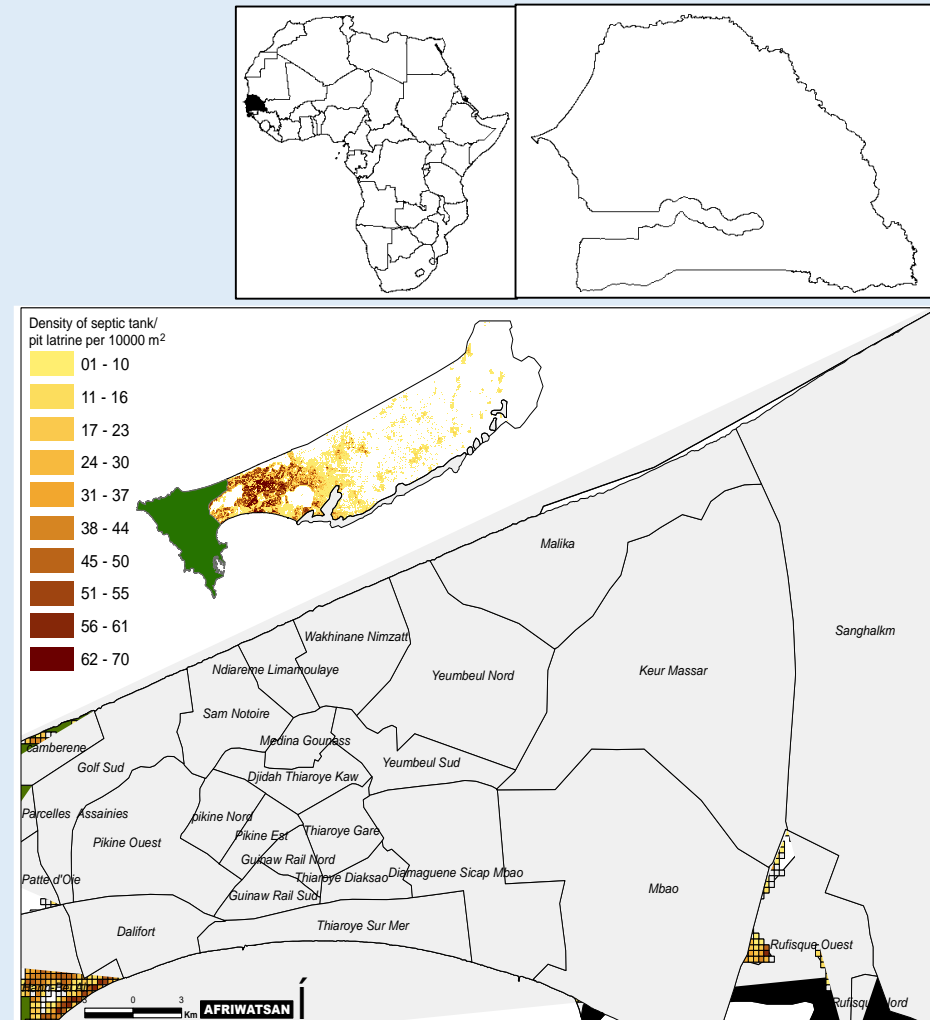 Density of septic tank/
pit latrine per 10000 m²
01 - 10
11 - 16
17 - 23
24 - 30
31 - 37
38 - 44
45 - 50
51 - 55
56 - 61
62 - 70
Malika
Sanghalkm
Wakhinane Nimzatt
Ndiareme Limamoulaye
Yeumbeul Nord
Keur Massar
Sam Notoire
Medina Gounass
camberene
Golf Sud
Yeumbeul Sud
Djidah Thiaroye Kaw
Parcelles Assainies
pikine Nord
Pikine Ouest
Pikine Est
Thiaroye Gare
Guinaw Rail Nord
Patte d'Oie
Thiaroye Diaksao
Diamaguene Sicap Mbao
Mbao
Guinaw Rail Sud
Dalifort
Thiaroye Sur Mer
Rufisque Ouest
Rufisque Nord
0 3
Km
AFRIWATSAN